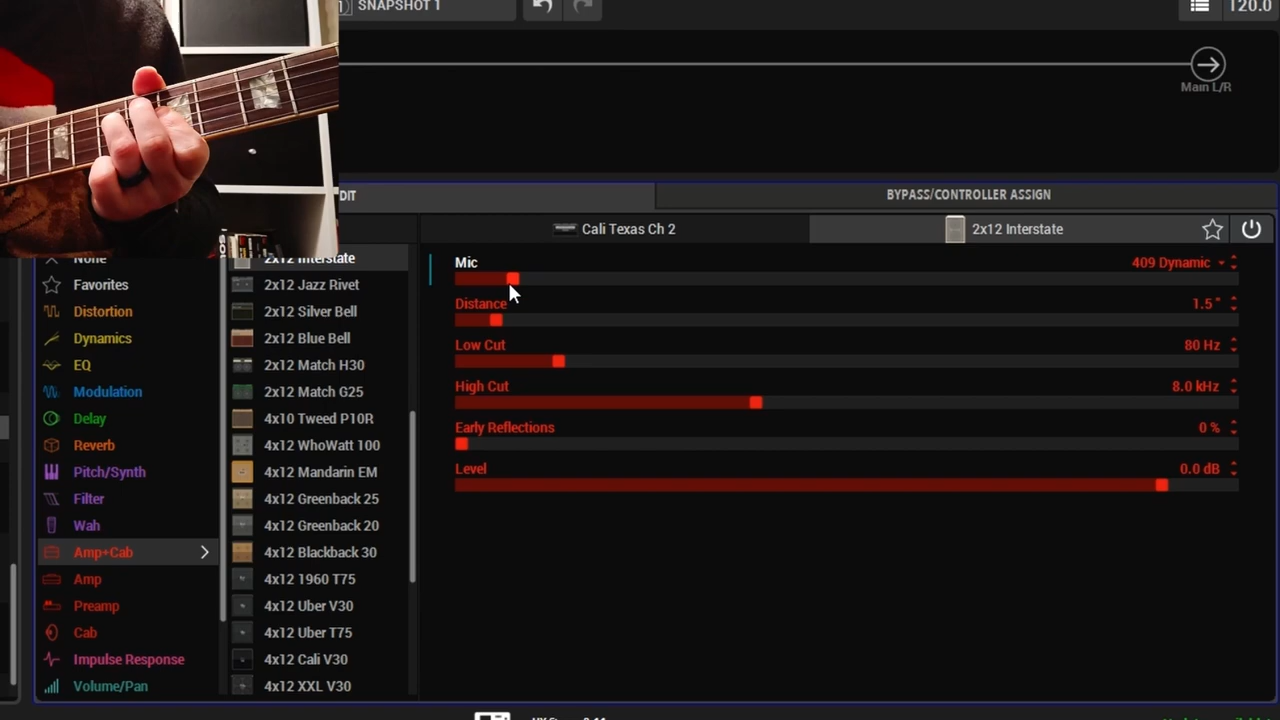 SNAPSHOT 1
120.0
Main L/R
DIT
BYPASS/CONTROLLER ASSIGN
Cali Texas Ch 2
2x12 Interstate
None
Favorites
Distortion
Dynamics
EQ
Modulation
Delay
Reverb
Pitch/Synth
Filter
Wah
Amp+Cab
Amp
Preamp
Cab
Impulse Response
Volume/Pan
2x12 Interstate
2x12 Jazz Rivet
2x12 Silver Bell
2x12 Blue Bell
2x12 Match H30
2x12 Match G25
4x10 Tweed P10R
4x12 WhoWatt 100
4x12 Mandarin EM
4x12 Greenback 25
4x12 Greenback 20
4x12 Blackback 30
4x12 1960 T75
4x12 Uber V30
4x12 Uber T75
4x12 Cali V30
4x12 XXL V30
Mic 409 Dynamic
Distance 1.5"
Low Cut 80 Hz
High Cut 8.0 kHz
Early Reflections 0 %
Level 0.0 dB